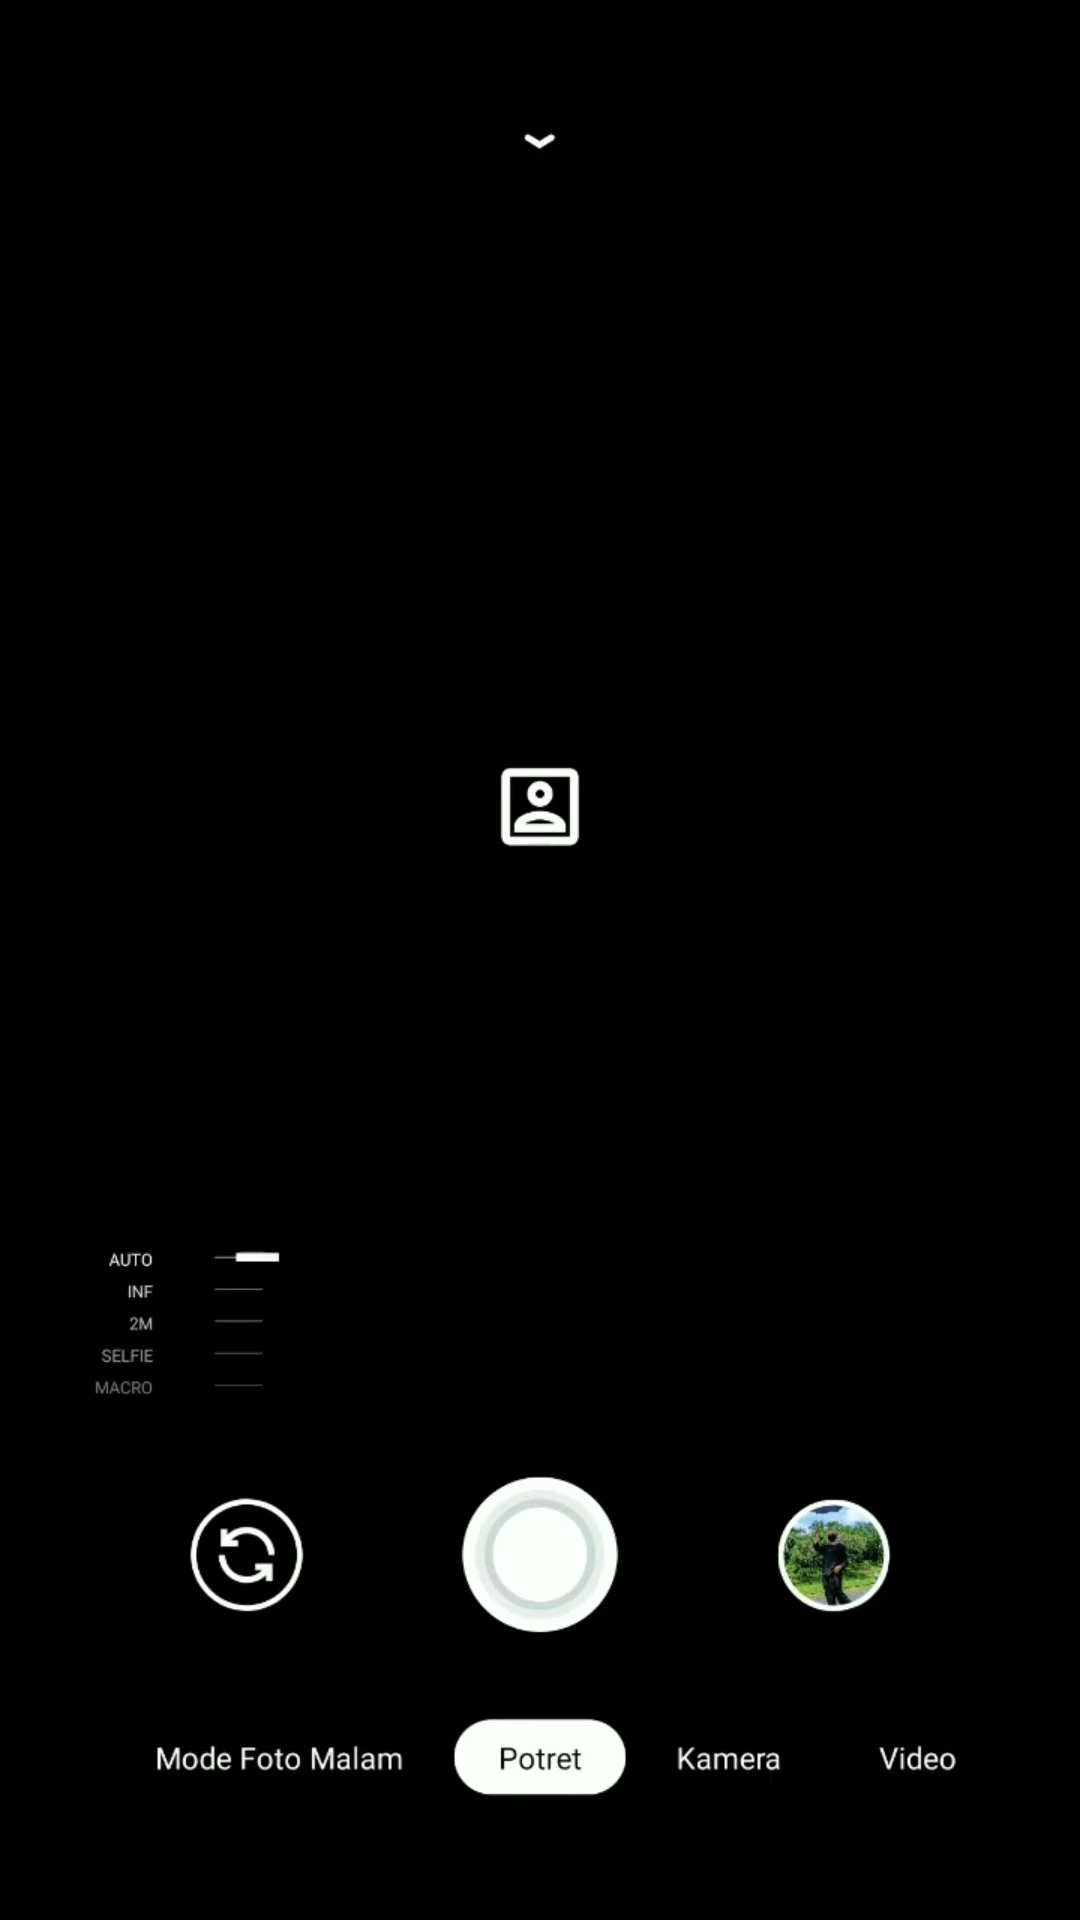 AUTO
INF
2M
SELFIE
MACRO
Mode Foto Malam Potret Kamera Video